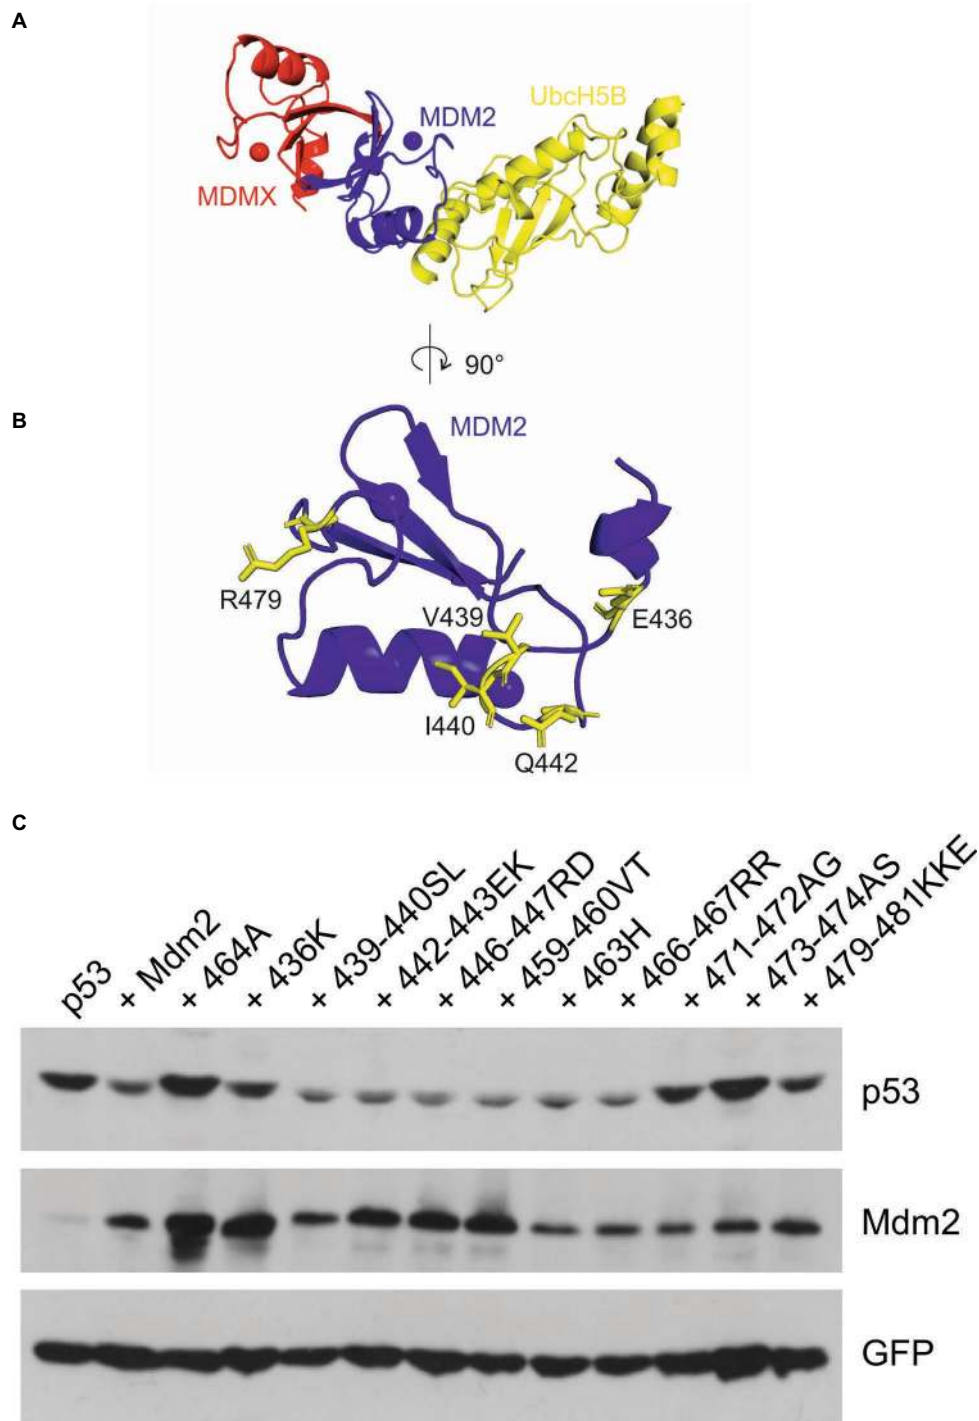 A
UbcH5B
MDM2
MDMX
90°
B
MDM2
R479
V439
E436
I440
Q442
C
p53
+ Mdm2
+ 464A
+ 436K
+ 439-440SL
+ 442-443EK
+ 446-447RD
+ 459-460VT
+ 463H
+ 466-467RR
+ 471-472AG
+ 473-474AS
+ 479-481KKE
p53
Mdm2
GFP